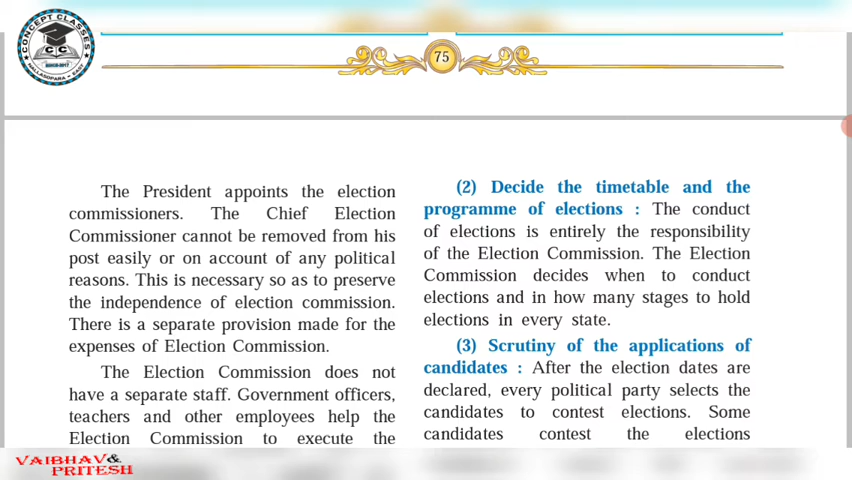 CONCEPT CLASSES
CC
NALLASOPARA - EAST
75
The President appoints the election
commissioners. The Chief Election
Commissioner cannot be removed from his
post easily or on account of any political
reasons. This is necessary so as to preserve
the independence of election commission.
There is a separate provision made for the
expenses of Election Commission.
The Election Commission does not
have a separate staff. Government officers,
teachers and other employees help the
Election Commission to execute the
(2) Decide the timetable and the
programme of elections : The conduct
of elections is entirely the responsibility
of the Election Commission. The Election
Commission decides when to conduct
elections and in how many stages to hold
elections in every state.
(3) Scrutiny of the applications of
candidates : After the election dates are
declared, every political party selects the
candidates to contest elections. Some
candidates contest the elections
VAIBHAV&
PRITESH